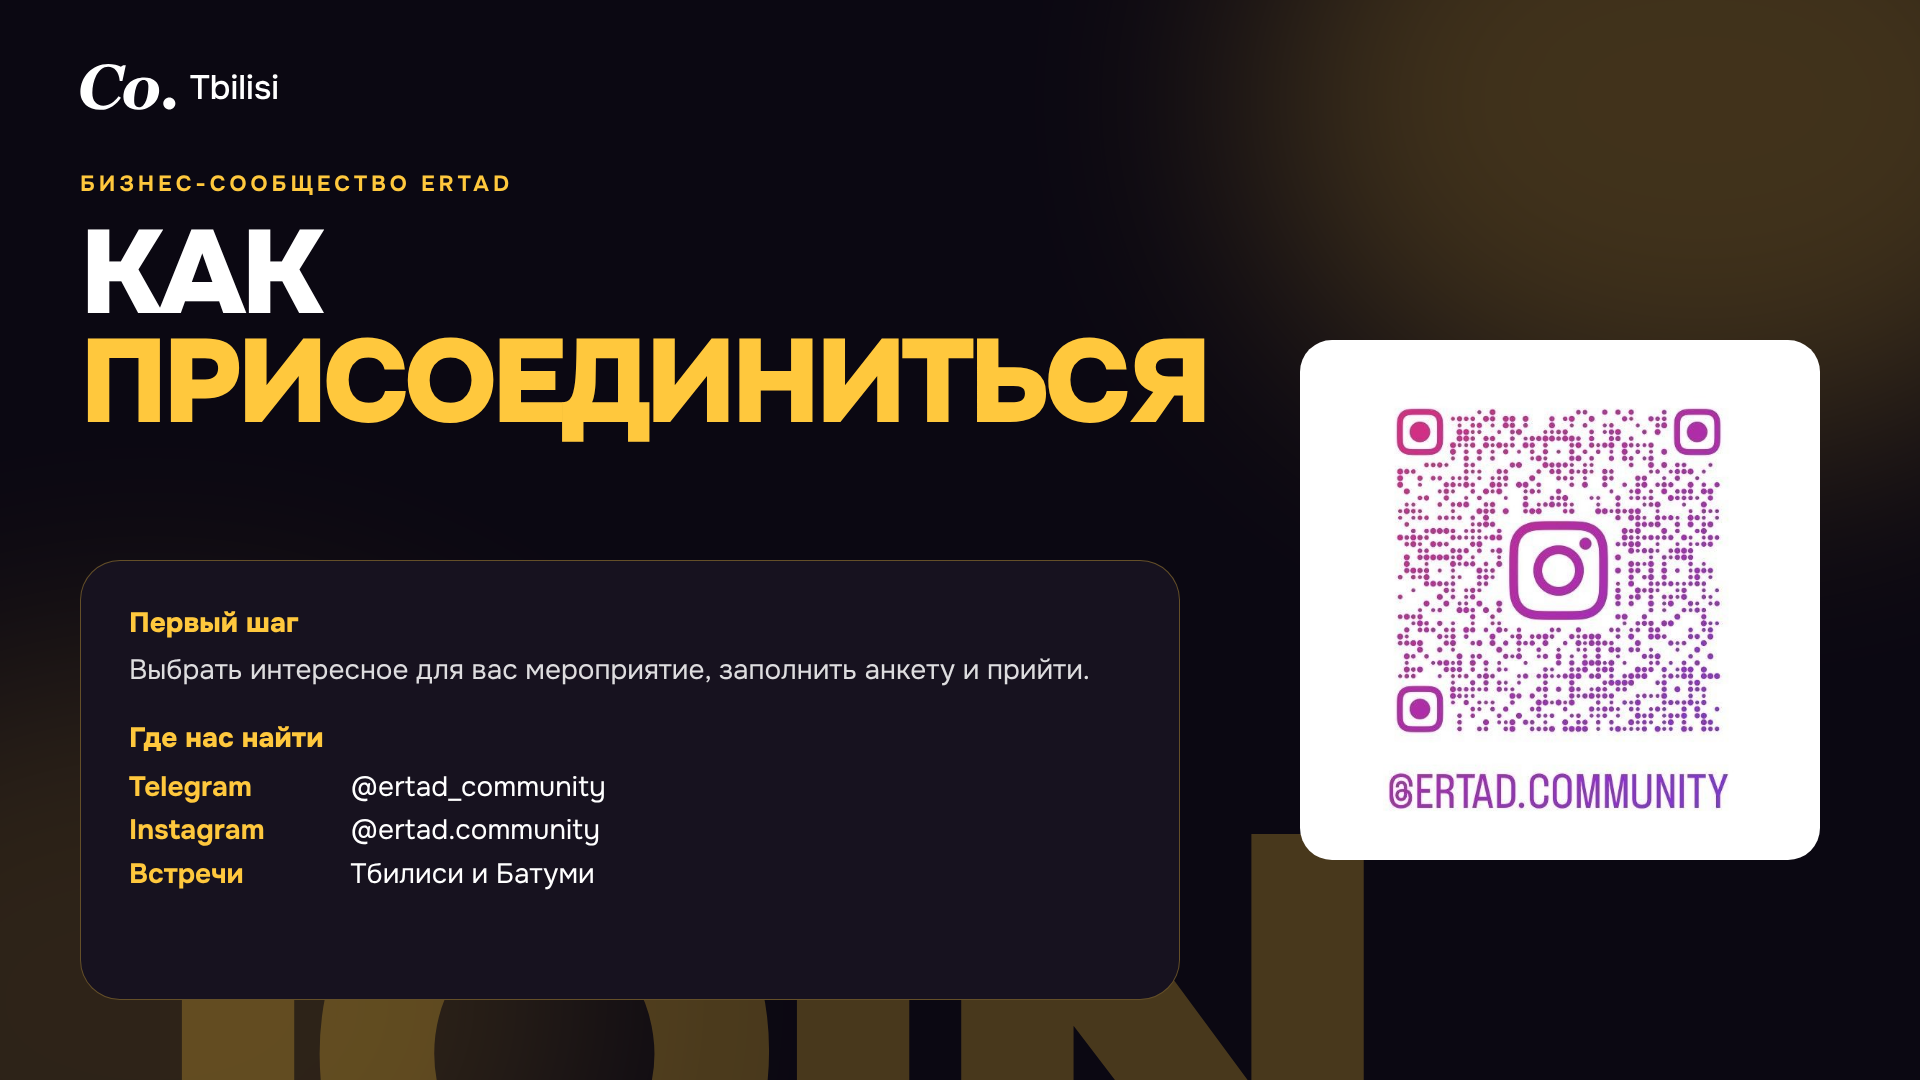 Co. Tbilisi
БИЗНЕС-СООБЩЕСТВО ERTAD
КАК
ПРИСОЕДИНИТЬСЯ
Первый шаг
Выбрать интересное для вас мероприятие, заполнить анкету и прийти.
Где нас найти
Telegram @ertad_community
Instagram @ertad.community
Встречи Тбилиси и Батуми
@ERTAD.COMMUNITY
JOIN